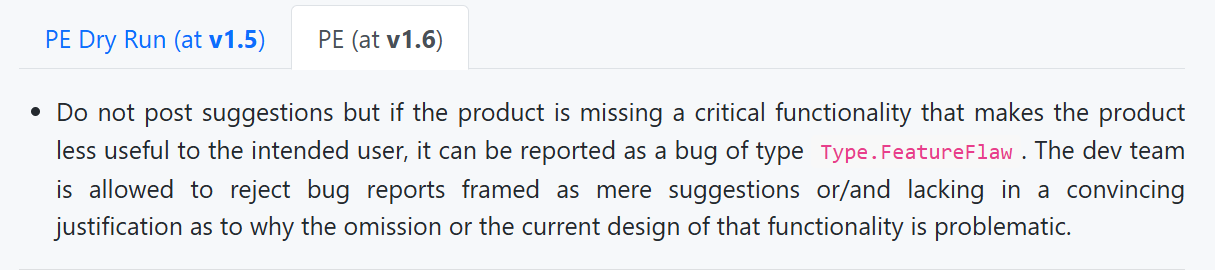 PE Dry Run (at v1.5) PE (at v1.6)
• Do not post suggestions but if the product is missing a critical functionality that makes the product
less useful to the intended user, it can be reported as a bug of type Type.FeatureFlaw . The dev team
is allowed to reject bug reports framed as mere suggestions or/and lacking in a convincing
justification as to why the omission or the current design of that functionality is problematic.